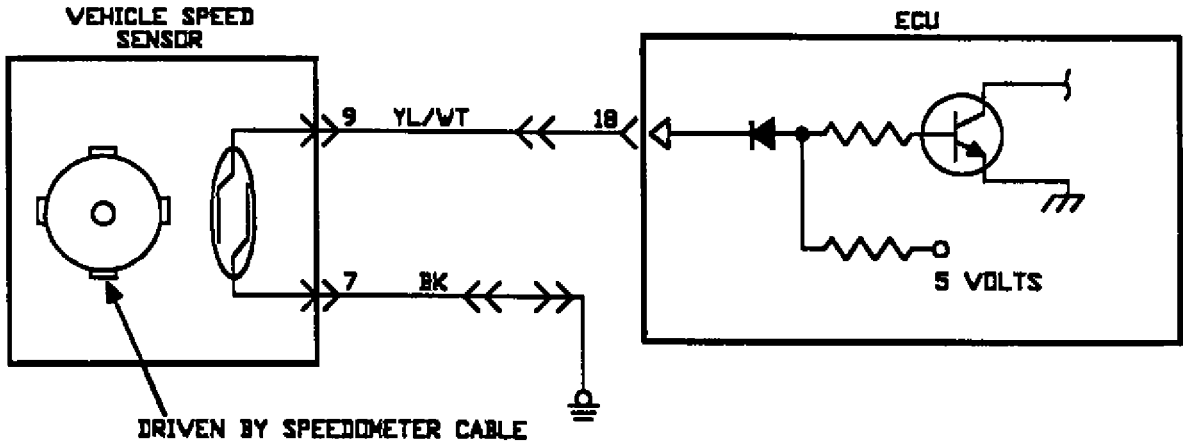 VEHICLE SPEED
SENSOR
ECU
9 YL/WT 18
7 BK
5 VOLTS
DRIVEN BY SPEEDOMETER CABLE